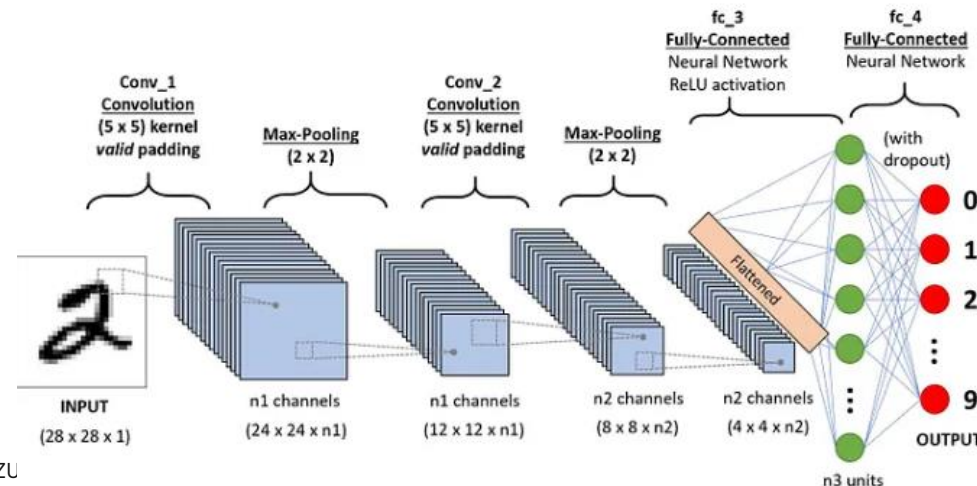 fc_3
Fully-Connected
Neural Network
ReLU activation
fc_4
Fully-Connected
Neural Network
Conv_1
Convolution
(5 x 5) kernel
valid padding
Max-Pooling
(2 x 2)
Conv_2
Convolution
(5 x 5) kernel
valid padding
Max-Pooling
(2 x 2)
(with
dropout)
Flattened
0
1
2
9
INPUT
(28 x 28 x 1)
n1 channels
(24 x 24 x n1)
n1 channels
(12 x 12 x n1)
n2 channels
(8 x 8 x n2)
n2 channels
(4 x 4 x n2)
OUTPUT
n3 units